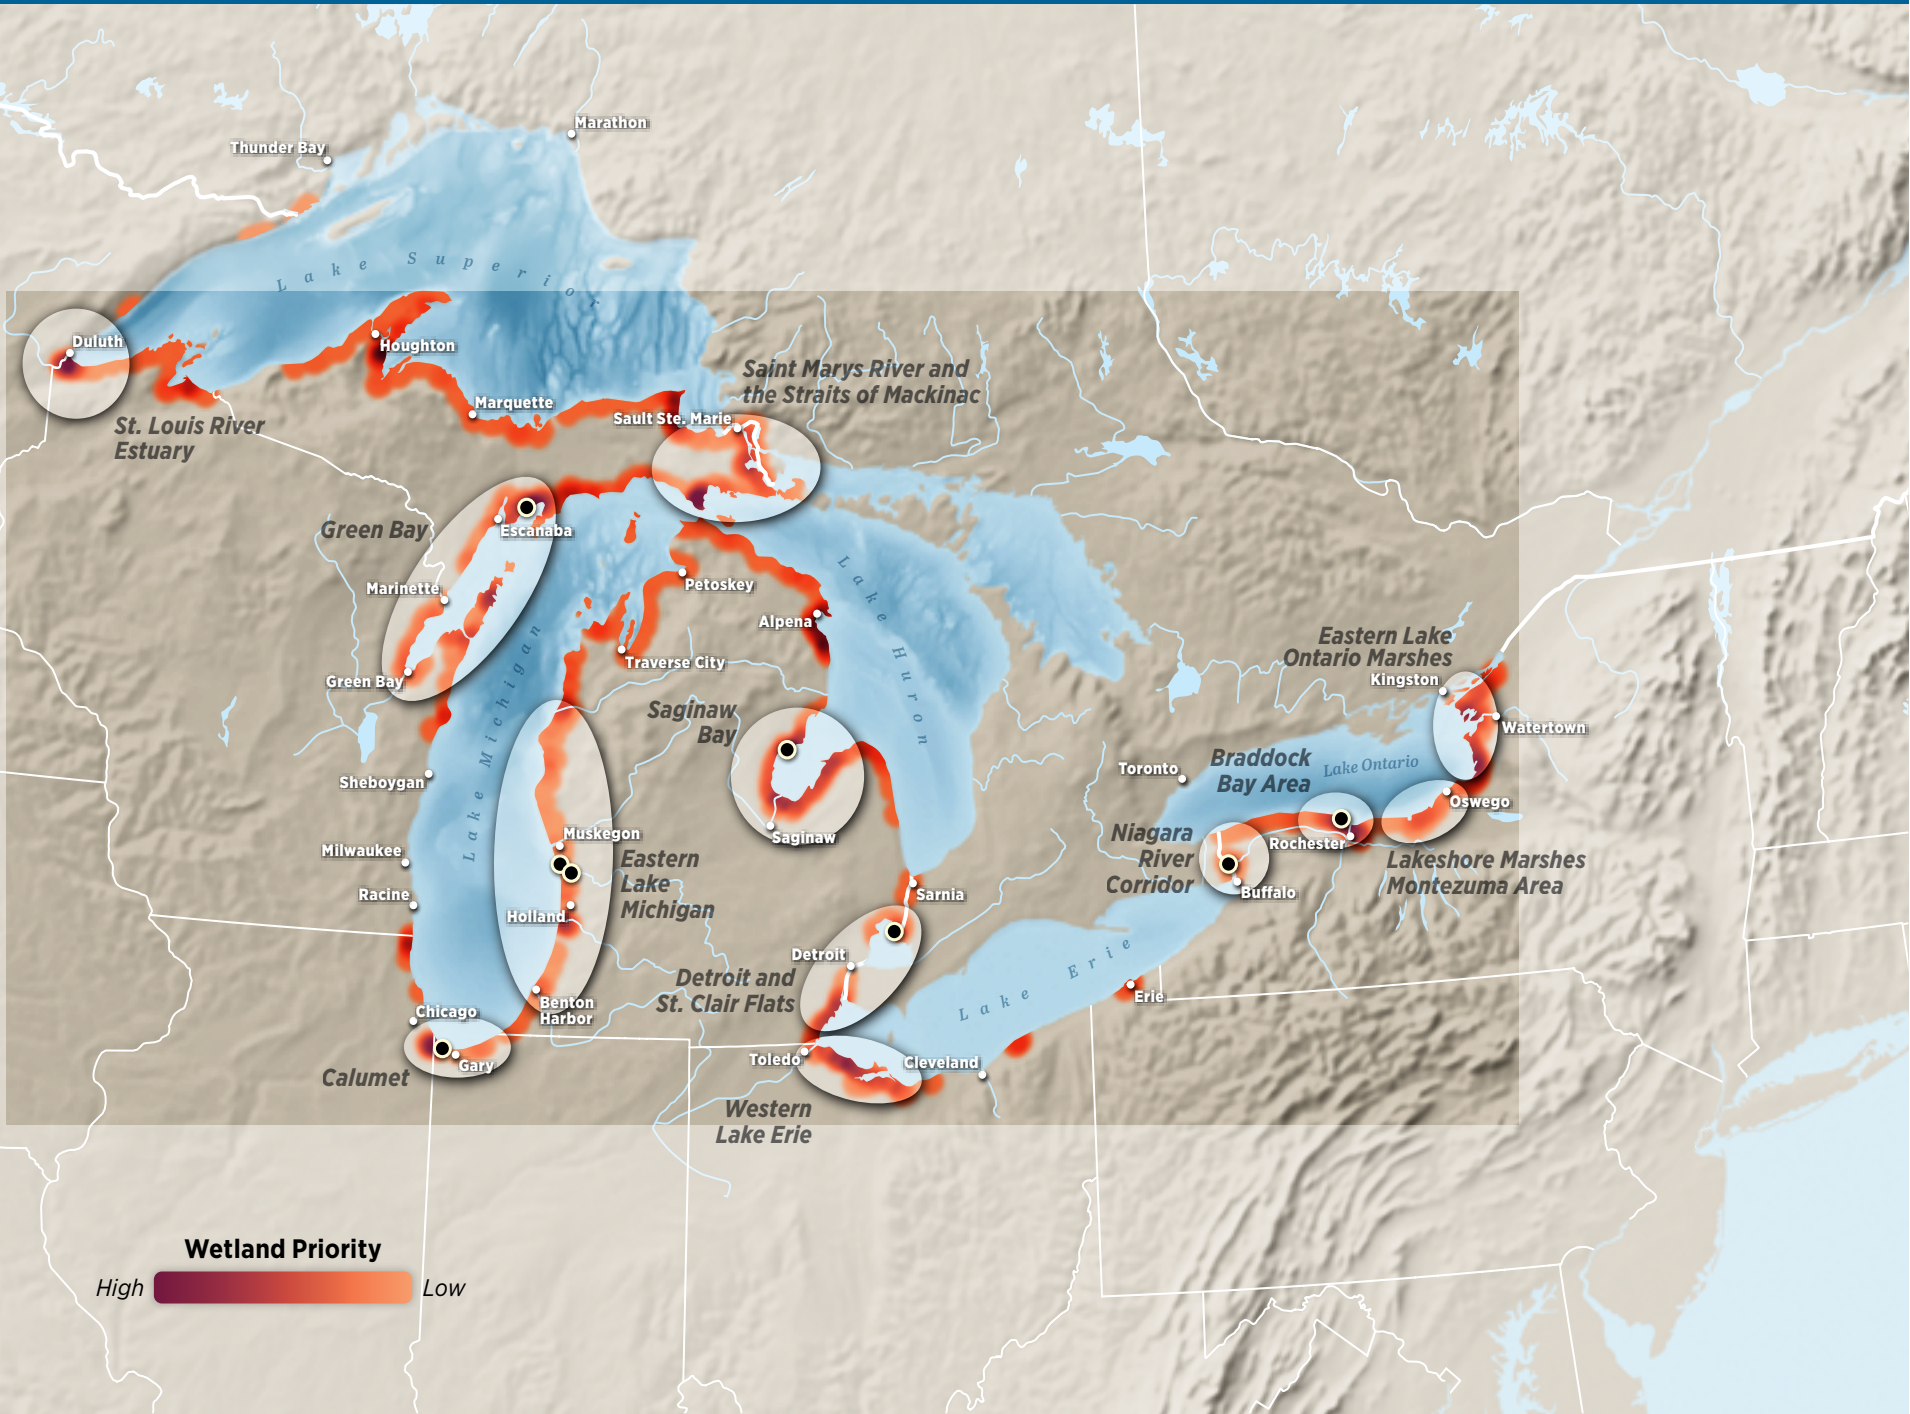 Marathon
Thunder Bay
Lake Superior
Duluth
Houghton
Saint Marys River and
the Straits of Mackinac
Marquette
Sault Ste. Marie
St. Louis River
Estuary
Green Bay
Escanaba
Marinette
Petoskey
Lake Huron
Alpena
Traverse City
Green Bay
Lake Michigan
Eastern Lake
Ontario Marshes
Kingston
Watertown
Saginaw
Bay
Sheboygan
Toronto
Braddock
Bay Area
Lake Ontario
Oswego
Muskegon
Saginaw
Niagara
River
Corridor
Rochester
Milwaukee
Eastern
Lake
Michigan
Lakeshore Marshes
Montezuma Area
Racine
Buffalo
Sarnia
Holland
Detroit
Lake Erie
Detroit and
St. Clair Flats
Erie
Benton
Harbor
Chicago
Gary
Toledo
Cleveland
Calumet
Western
Lake Erie
Wetland Priority
High
Low